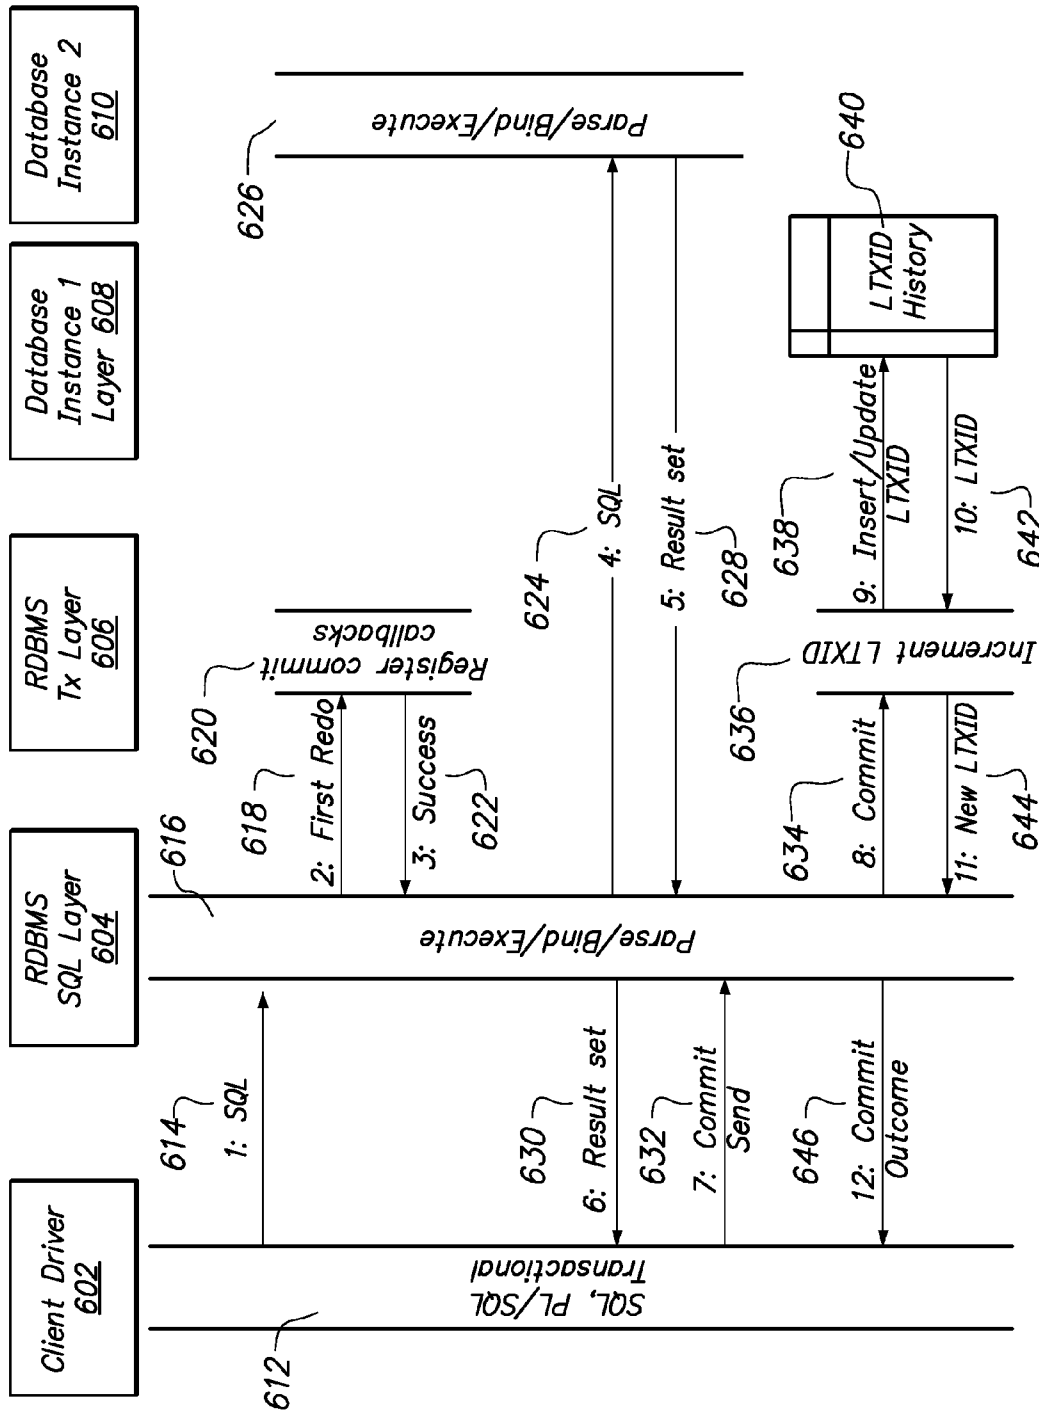 Client Driver
602
RDBMS
SQL Layer
604
RDBMS
Tx Layer
606
Database
Instance 1
Layer 608
Database
Instance 2
610
612
SQL, PL/SQL
Transactional
614
1: SQL
616
Parse/Bind/Execute
618
2: First Redo
620
Register commit
callbacks
3: Success
622
624
4: SQL
626
Parse/Bind/Execute
5: Result set
628
630
6: Result set
632
7: Commit
Send
634
8: Commit
636
Increment LTXID
638
9: Insert/Update
LTXID
640
LTXID
History
10: LTXID
642
11: New LTXID
644
646
12: Commit
Outcome